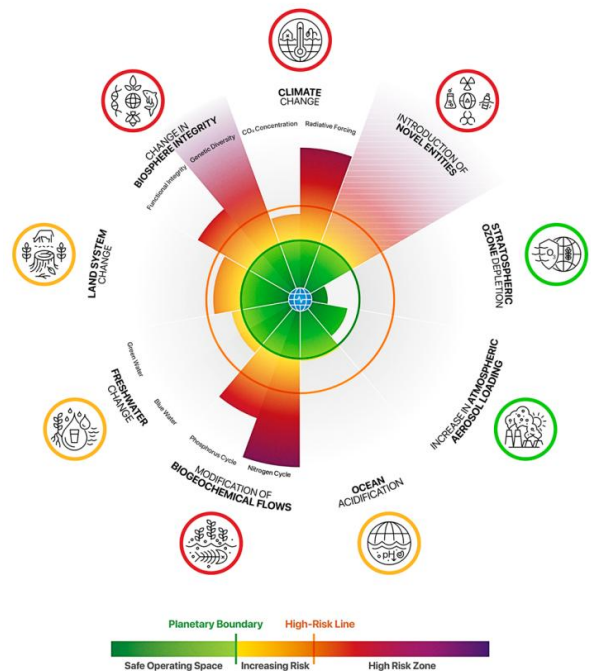 CLIMATE
CHANGE
CO₂ Concentration
Radiative Forcing
INTRODUCTION OF
NOVEL ENTITIES
STRATOSPHERIC
OZONE DEPLETION
INCREASE IN ATMOSPHERIC
AEROSOL LOADING
OCEAN
ACIDIFICATION
pH
MODIFICATION OF
BIOGEOCHEMICAL FLOWS
Nitrogen Cycle
Phosphorus Cycle
FRESHWATER
CHANGE
Blue Water
Green Water
LAND SYSTEM
CHANGE
CHANGE IN
BIOSPHERE INTEGRITY
Functional Integrity
Genetic Diversity
Planetary Boundary
High-Risk Line
Safe Operating Space
Increasing Risk
High Risk Zone